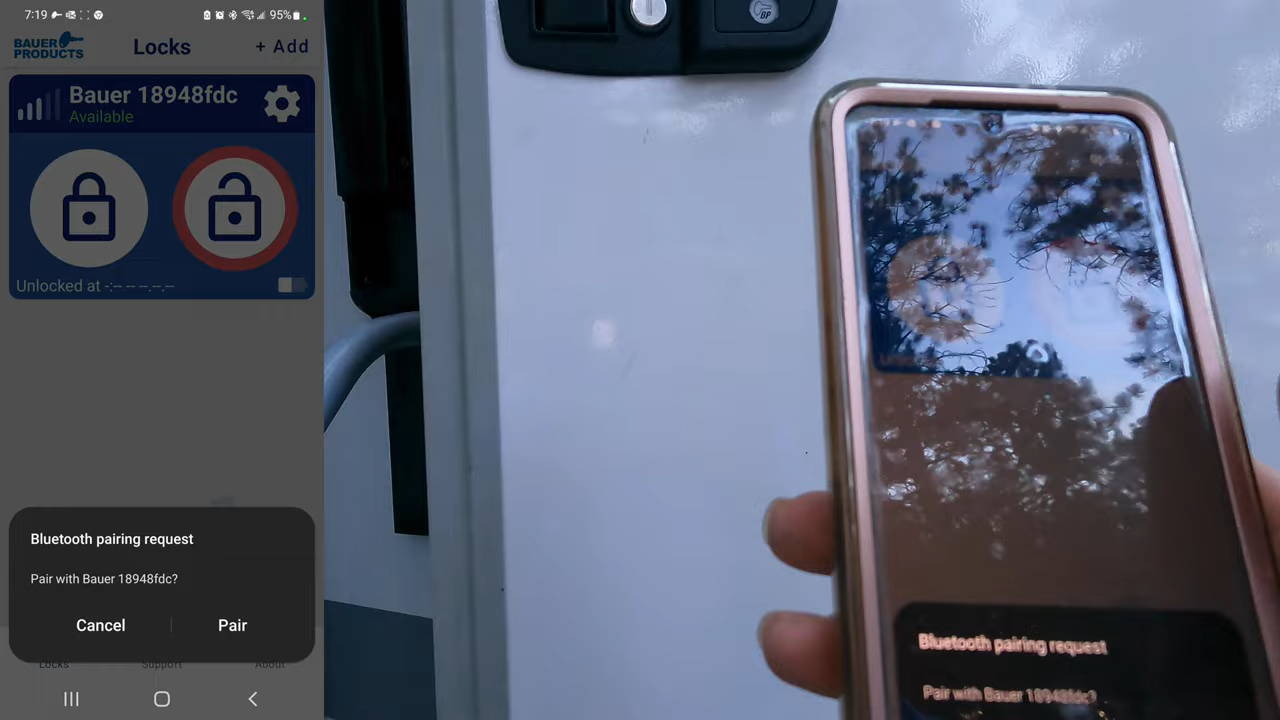 7:19
95%
BAUER
PRODUCTS
Locks
+ Add
Bauer 18948fdc
Available
Unlocked at -:-- --.--.--
Bluetooth pairing request
Pair with Bauer 18948fdc?
Cancel
Pair
Locks
Support
About
BP
Bluetooth pairing request
Pair with Bauer 18948fdc?